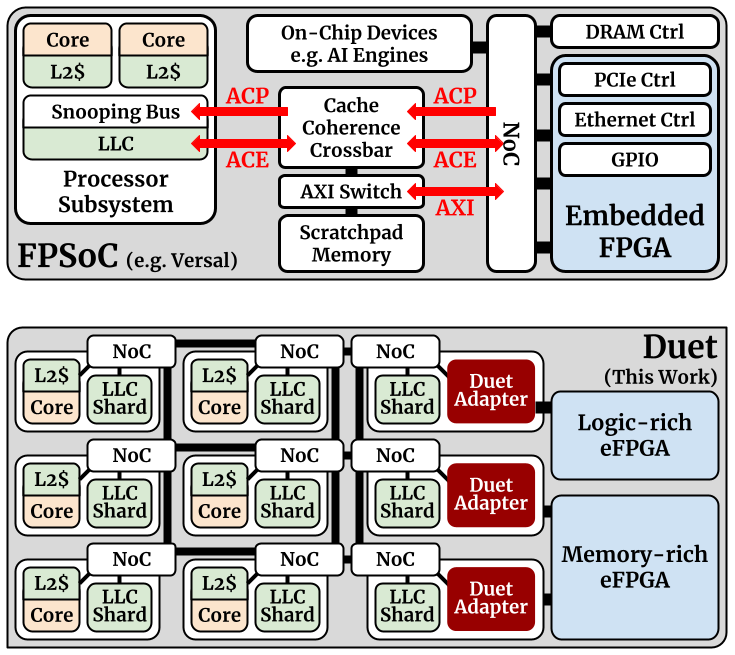 Core
Core
L2$
L2$
Snooping Bus
LLC
Processor
Subsystem
FPSoC (e.g. Versal)
ACP
ACE
On-Chip Devices
e.g. AI Engines
Cache
Coherence
Crossbar
AXI Switch
Scratchpad
Memory
ACP
ACE
AXI
NoC
DRAM Ctrl
PCIe Ctrl
Ethernet Ctrl
GPIO
Embedded
FPGA
Duet
(This Work)
NoC
L2$
Core
LLC
Shard
NoC
L2$
Core
LLC
Shard
NoC
LLC
Shard
Duet
Adapter
Logic-rich
eFPGA
NoC
L2$
Core
LLC
Shard
NoC
L2$
Core
LLC
Shard
NoC
LLC
Shard
Duet
Adapter
Memory-rich
eFPGA
NoC
L2$
Core
LLC
Shard
NoC
L2$
Core
LLC
Shard
NoC
LLC
Shard
Duet
Adapter